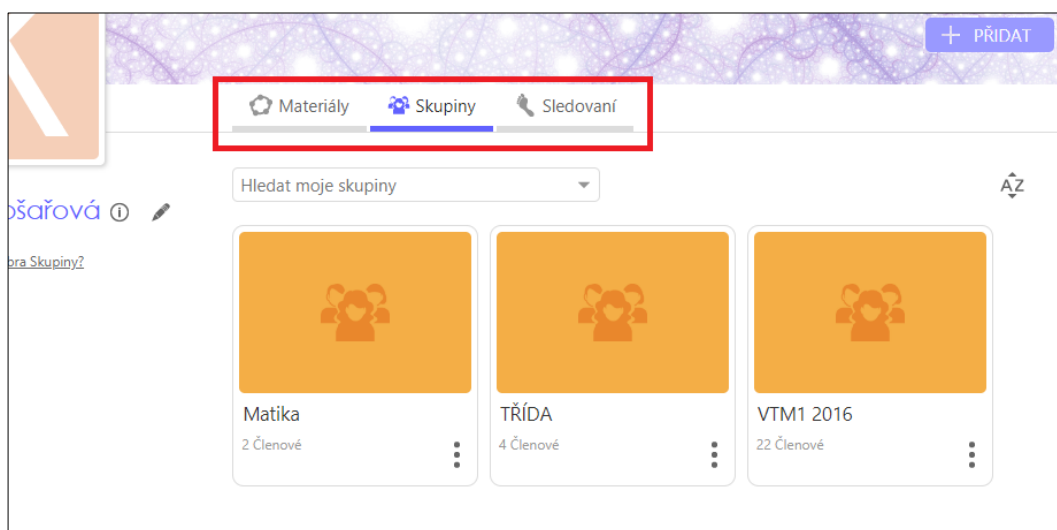 + PŘIDAT
Materiály Skupiny Sledovaní
Hledat moje skupiny
AZ
ošařová
bra Skupiny?
Matika TŘÍDA VTM1 2016
2 Členové 4 Členové 22 Členové